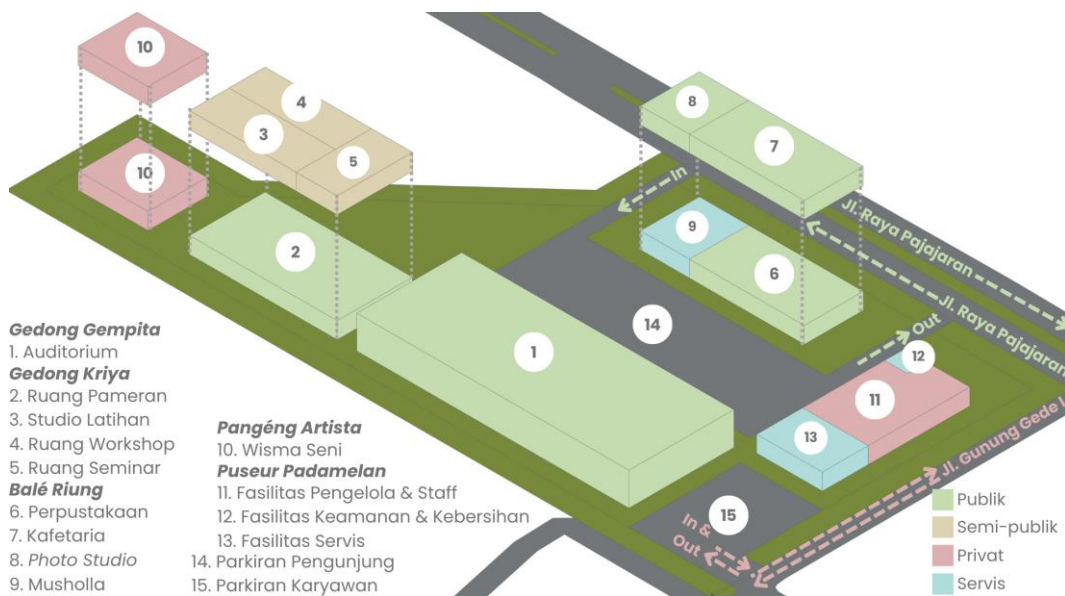 10
4
8
3
7
5
In
10
Jl. Raya Pajajaran
9
2
6
Jl. Raya Pajajaran
14
Out
1
12
11
13
Jl. Gunung Gede I
15
In &
Out
Gedong Gempita
1. Auditorium
Gedong Kriya
2. Ruang Pameran
3. Studio Latihan
4. Ruang Workshop
5. Ruang Seminar
Balé Riung
6. Perpustakaan
7. Kafetaria
8. Photo Studio
9. Musholla
Pangéng Artista
10. Wisma Seni
Puseur Padamelan
11. Fasilitas Pengelola & Staff
12. Fasilitas Keamanan & Kebersihan
13. Fasilitas Servis
14. Parkiran Pengunjung
15. Parkiran Karyawan
Publik
Semi-publik
Privat
Servis